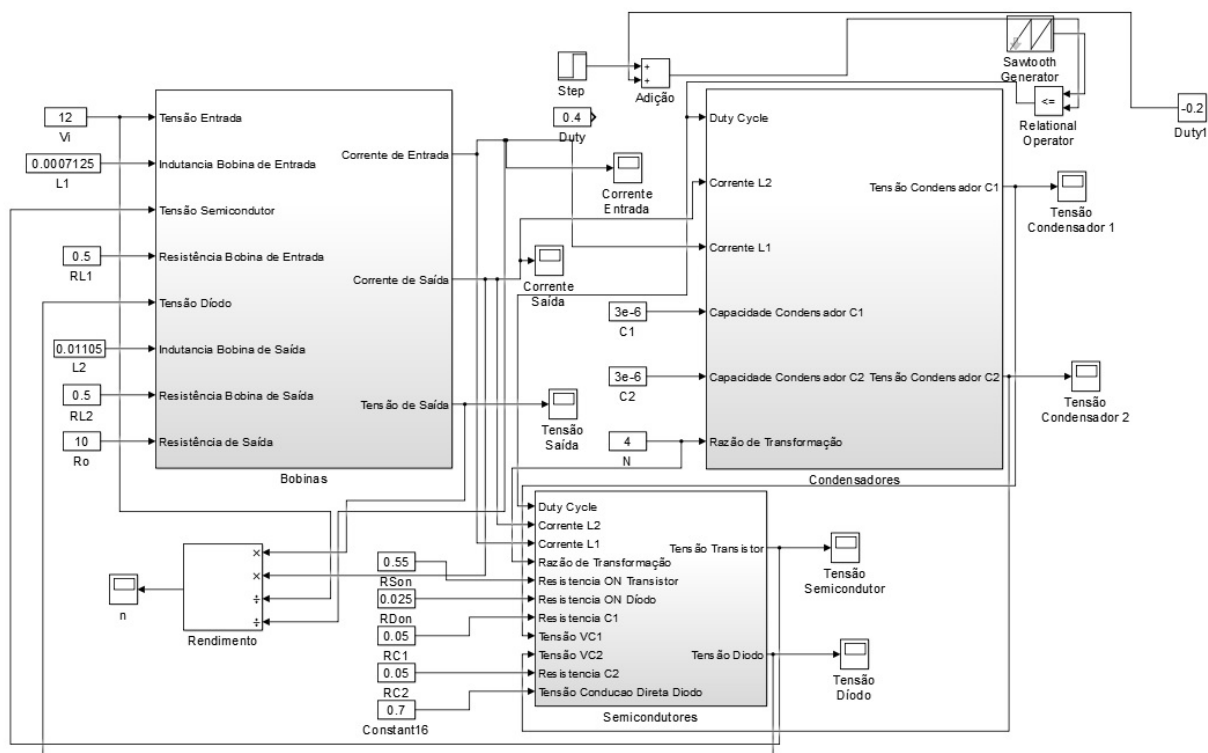 12
Vi
0.0007125
L1
0.5
RL1
0.01105
L2
0.5
RL2
10
Ro
Tensão Entrada
Indutancia Bobina de Entrada
Tensão Semicondutor
Resistência Bobina de Entrada
Tensão Díodo
Indutancia Bobina de Saída
Resistência Bobina de Saída
Resistência de Saída
Corrente de Entrada
Corrente de Saída
Tensão de Saída
Bobinas
Step
+
+
Adição
0.4
Duty
Sawtooth
Generator
<=
Relational
Operator
-0.2
Duty1
Corrente
Entrada
Corrente
Saída
Tensão
Saída
3e-6
C1
3e-6
C2
4
N
Duty Cycle
Corrente L2
Corrente L1
Capacidade Condensador C1
Capacidade Condensador C2
Razão de Transformação
Tensão Condensador C1
Tensão Condensador C2
Condensadores
Tensão
Condensador 1
Tensão
Condensador 2
×
×
÷
÷
Rendimento
n
0.55
RSon
0.025
RDon
0.05
RC1
0.05
RC2
0.7
Constant16
Duty Cycle
Corrente L2
Corrente L1
Razão de Transformação
Resistencia ON Transistor
Resistencia ON Díodo
Resistencia C1
Tensão VC1
Tensão VC2
Resistencia C2
Tensão Conducao Direta Diodo
Tensão Transistor
Tensão Diodo
Semicondutores
Tensão
Semicondutor
Tensão
Díodo